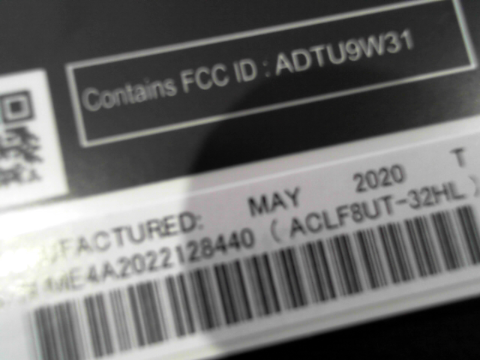 Contains FCC ID : ADTU9W31
UFACTURED: MAY 2020 T
ME4A2022128440 ( ACLF8UT-32HL )